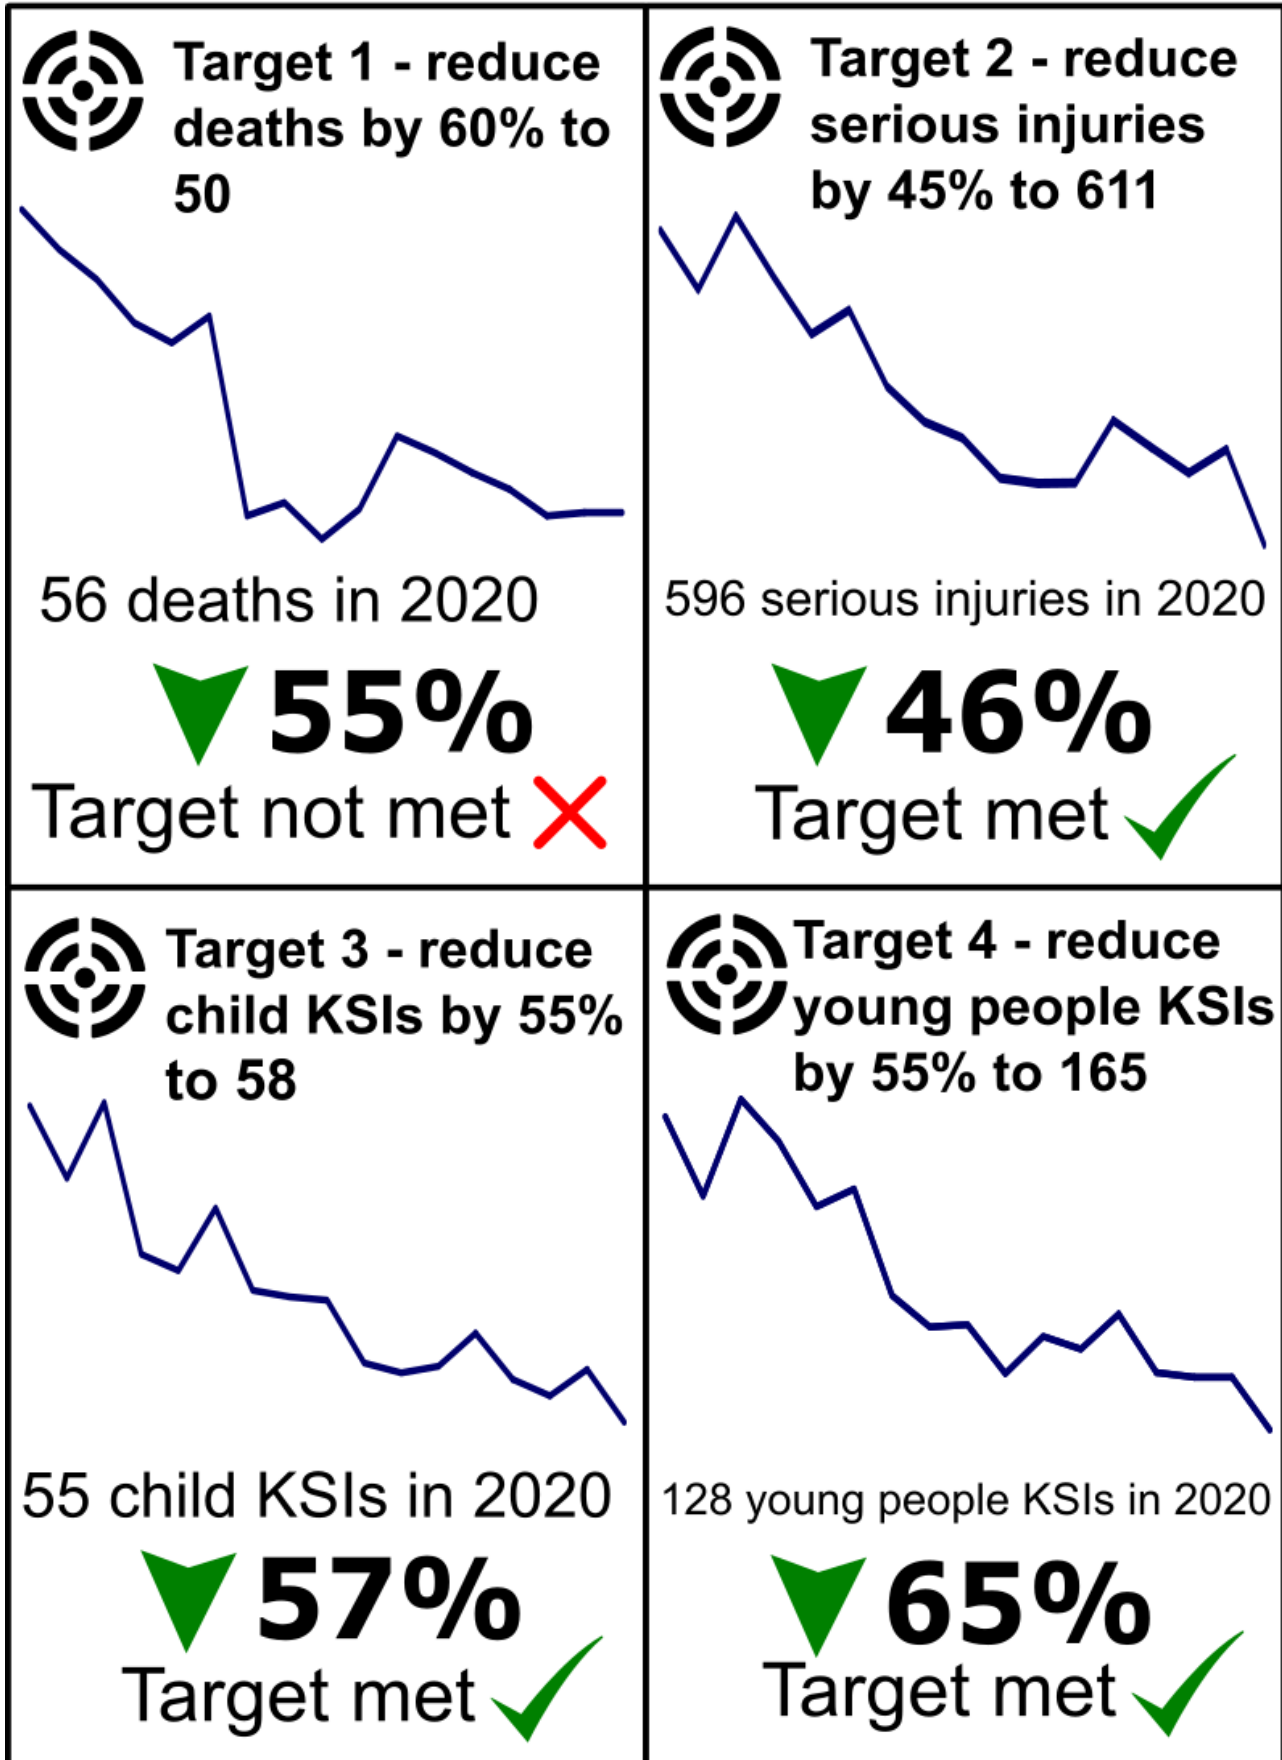 Target 1 - reduce
deaths by 60% to
50
56 deaths in 2020
55%
Target not met
Target 2 - reduce
serious injuries
by 45% to 611
596 serious injuries in 2020
46%
Target met
Target 3 - reduce
child KSIs by 55%
to 58
55 child KSIs in 2020
57%
Target met
Target 4 - reduce
young people KSIs
by 55% to 165
128 young people KSIs in 2020
65%
Target met